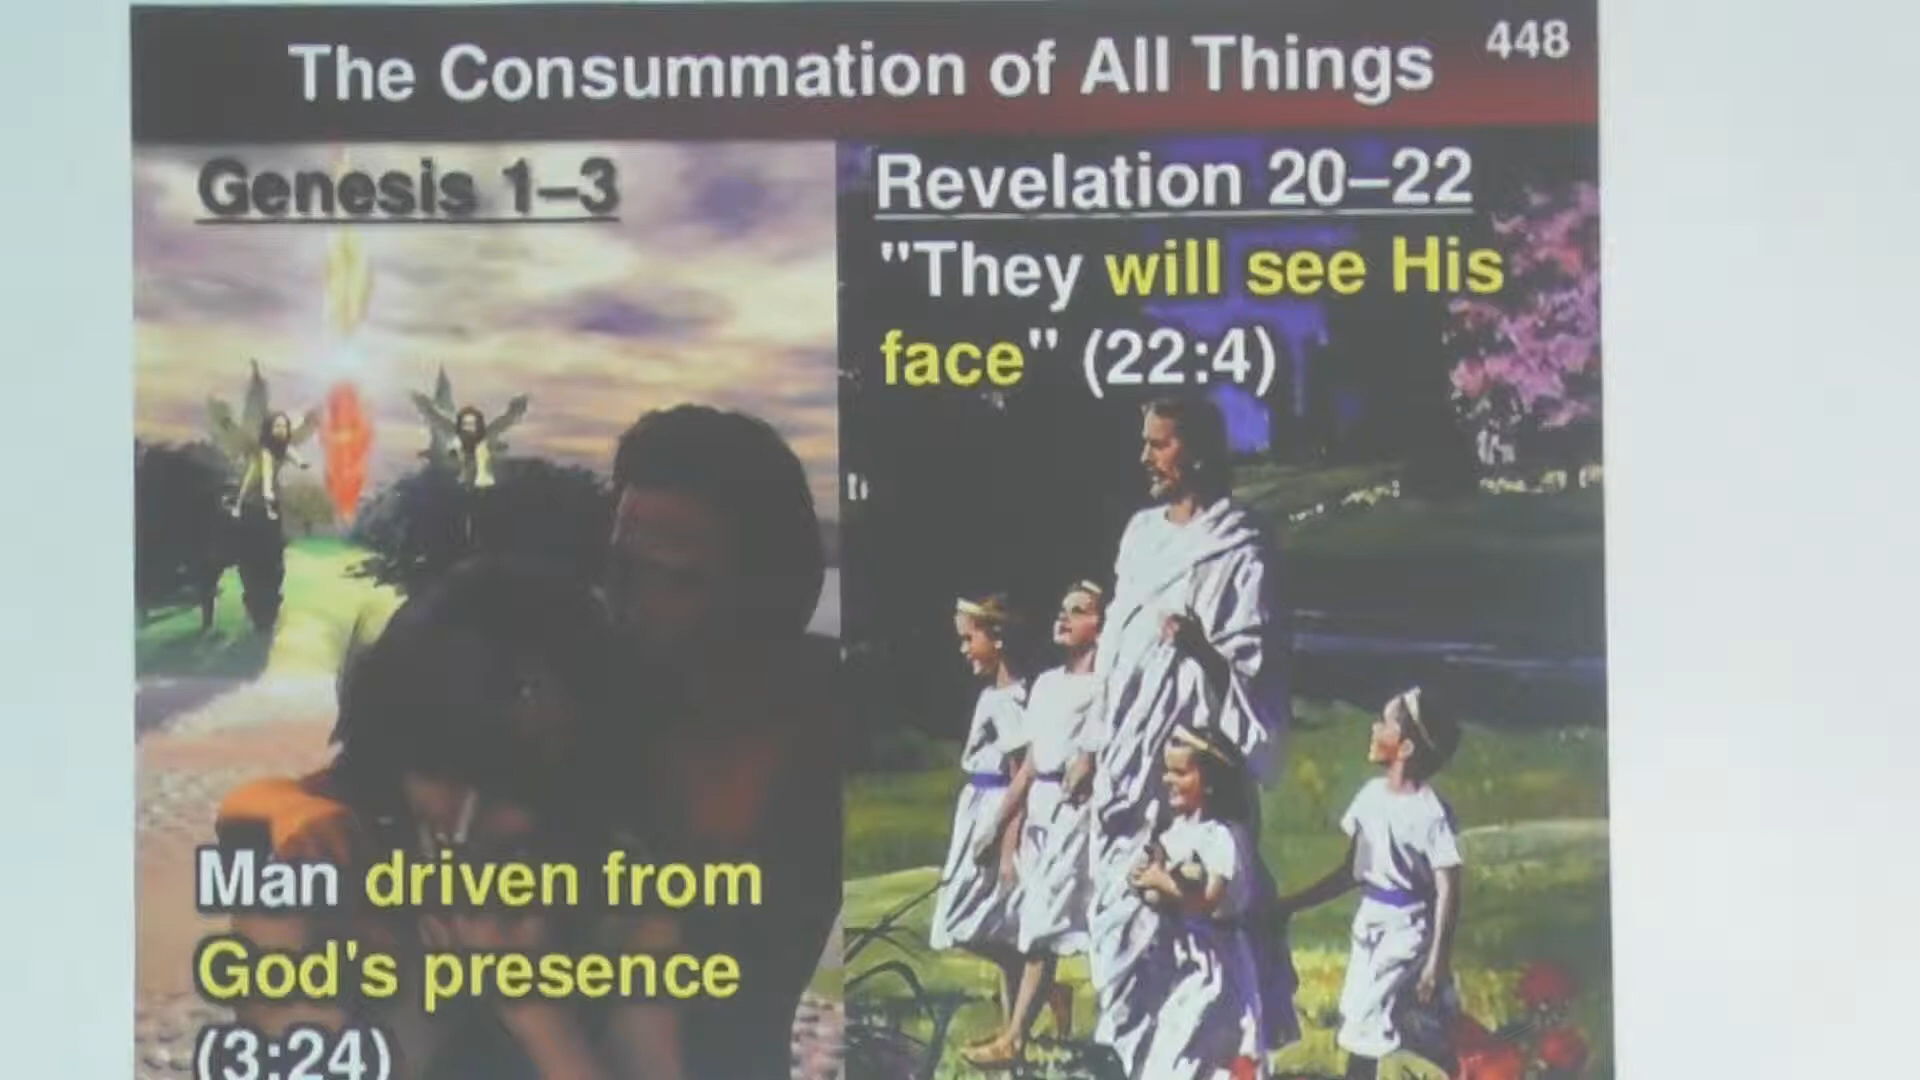 The Consummation of All Things
448
Genesis 1–3
Man driven from
God's presence
(3:24)
Revelation 20–22
"They will see His
face" (22:4)